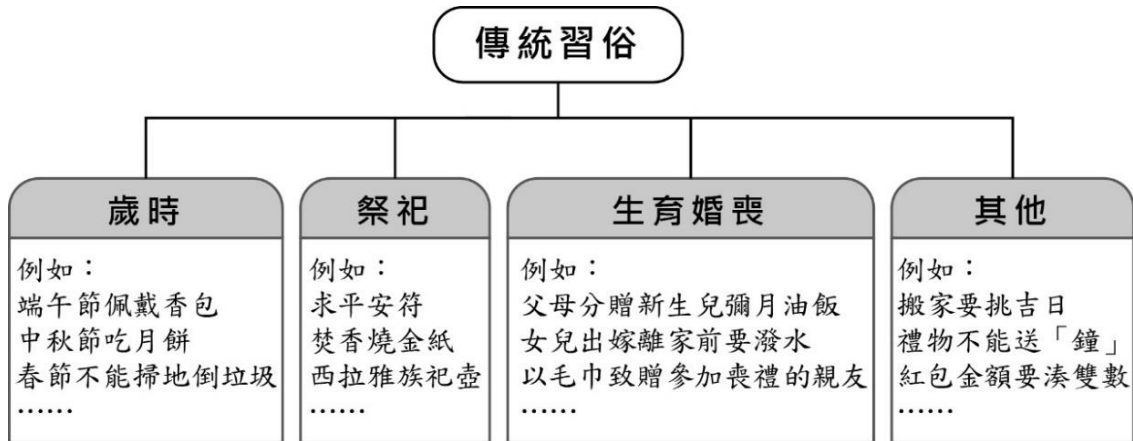 傳統習俗
歲時
例如：
端午節佩戴香包
中秋節吃月餅
春節不能掃地倒垃圾
……
祭祀
例如：
求平安符
焚香燒金紙
西拉雅族祀壺
……
生育婚喪
例如：
父母分贈新生兒彌月油飯
女兒出嫁離家前要潑水
以毛巾致贈參加喪禮的親友
……
其他
例如：
搬家要挑吉日
禮物不能送「鐘」
紅包金額要湊雙數
……